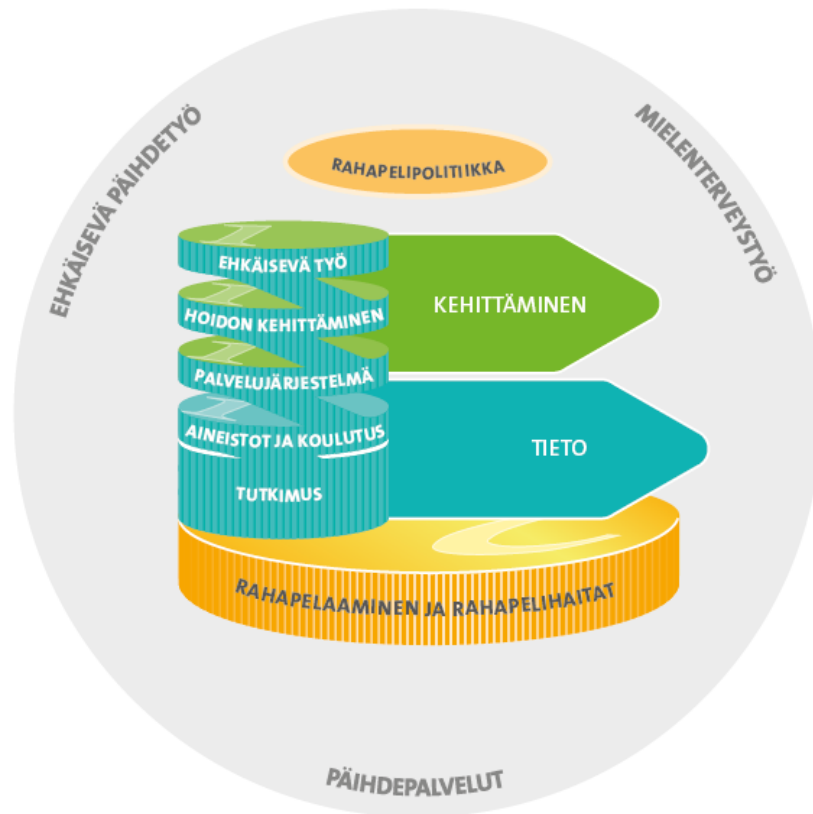 EHKÄISEVÄ PÄIHDETYÖ
MIELENTERVEYSTYÖ
RAHAPELIPOLITIIKKA
EHKÄISEVÄ TYÖ
HOIDON KEHITTÄMINEN
PALVELUJÄRJESTELMÄ
KEHITTÄMINEN
AINEISTOT JA KOULUTUS
TUTKIMUS
TIETO
RAHAPELAAMINEN JA RAHAPELIHAITAT
PÄIHDEPALVELUT